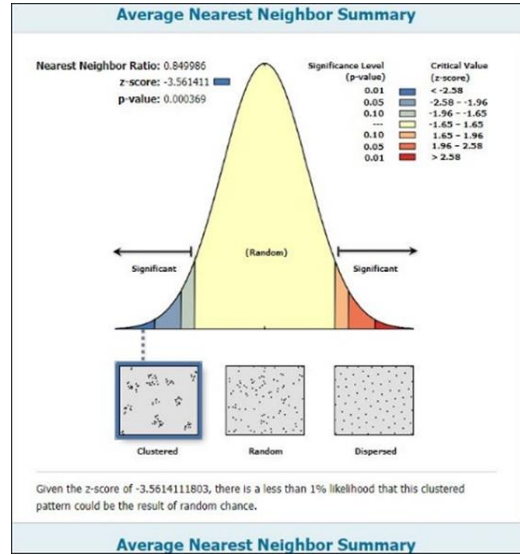 Average Nearest Neighbor Summary
Nearest Neighbor Ratio: 0.849986
z-score: -3.561411
p-value: 0.000369
Significance Level (p-value)
Critical Value (z-score)
0.01 < -2.58
0.05 -2.58 – -1.96
0.10 -1.96 – -1.65
--- -1.65 – 1.65
0.10 1.65 – 1.96
0.05 1.96 – 2.58
0.01 > 2.58
(Random)
Significant Significant
Clustered Random Dispersed
Given the z-score of -3.5614111803, there is a less than 1% likelihood that this clustered
pattern could be the result of random chance.
Average Nearest Neighbor Summary